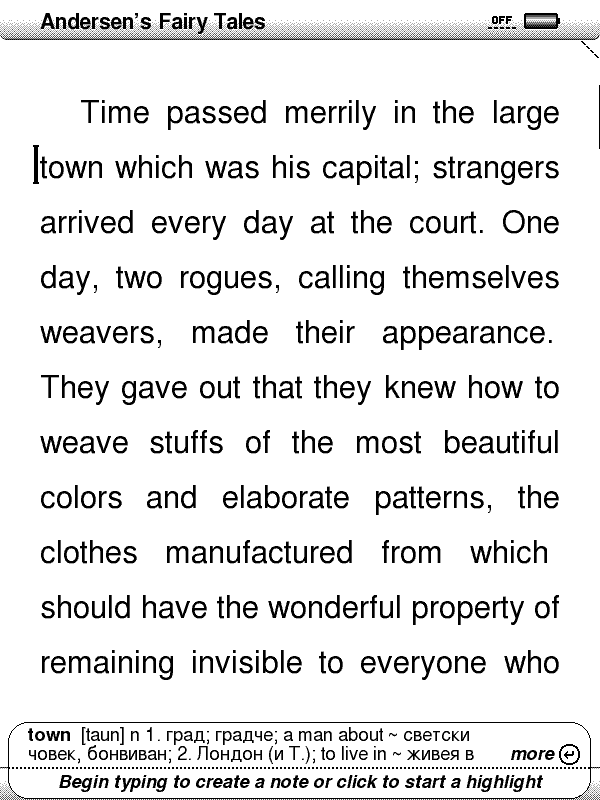 Andersen's Fairy Tales
OFF
Time passed merrily in the large
town which was his capital; strangers
arrived every day at the court. One
day, two rogues, calling themselves
weavers, made their appearance.
They gave out that they knew how to
weave stuffs of the most beautiful
colors and elaborate patterns, the
clothes manufactured from which
should have the wonderful property of
remaining invisible to everyone who
town [taun] n 1. град; градче; a man about ~ светски
човек, бонвиван; 2. Лондон (и Т.); to live in ~ живея в
more
Begin typing to create a note or click to start a highlight